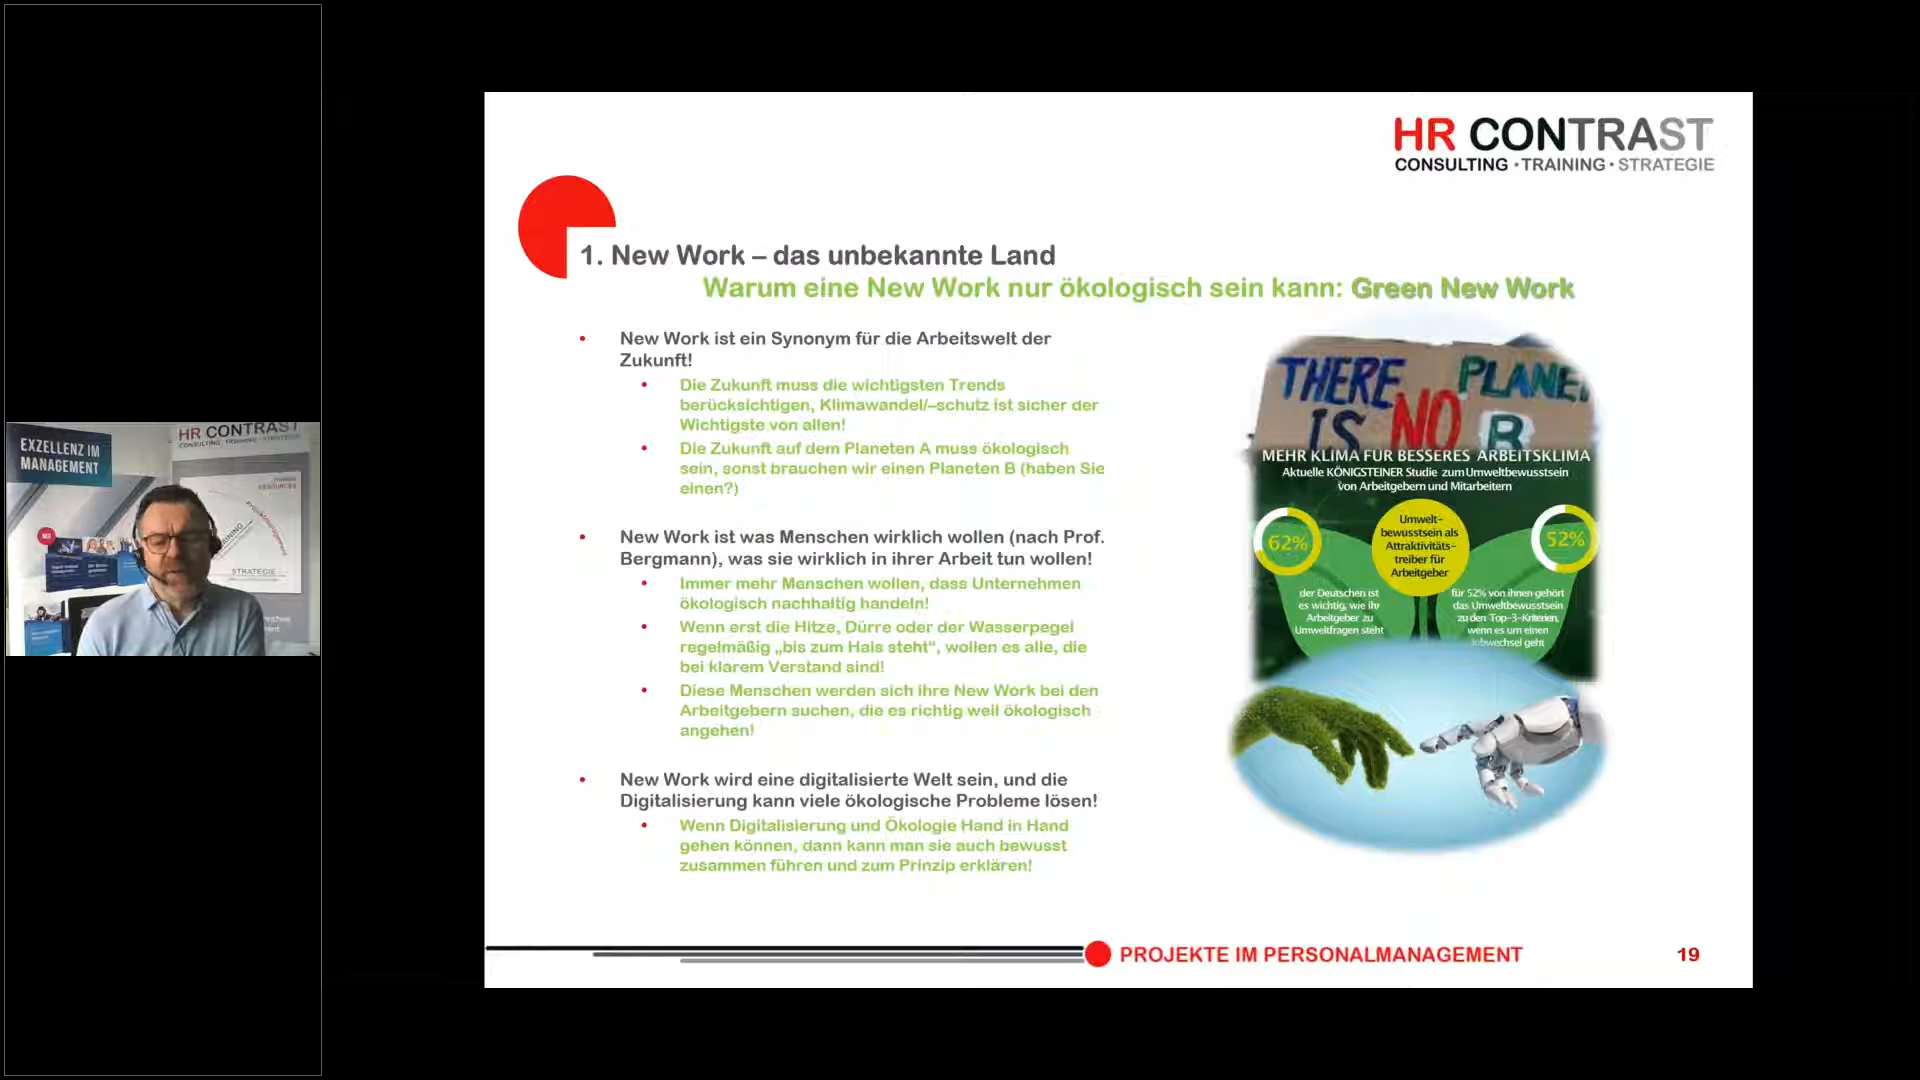 HR CONTRAST
CONSULTING · TRAINING · STRATEGIE
1. New Work – das unbekannte Land
Warum eine New Work nur ökologisch sein kann: Green New Work
• New Work ist ein Synonym für die Arbeitswelt der
Zukunft!
• Die Zukunft muss die wichtigsten Trends
berücksichtigen, Klimawandel/–schutz ist sicher der
Wichtigste von allen!
• Die Zukunft auf dem Planeten A muss ökologisch
sein, sonst brauchen wir einen Planeten B (haben Sie
einen?)
• New Work ist was Menschen wirklich wollen (nach Prof.
Bergmann), was sie wirklich in ihrer Arbeit tun wollen!
• Immer mehr Menschen wollen, dass Unternehmen
ökologisch nachhaltig handeln!
• Wenn erst die Hitze, Dürre oder der Wasserpegel
regelmäßig „bis zum Hals steht“, wollen es alle, die
bei klarem Verstand sind!
• Diese Menschen werden sich ihre New Work bei den
Arbeitgebern suchen, die es richtig weil ökologisch
angehen!
• New Work wird eine digitalisierte Welt sein, und die
Digitalisierung kann viele ökologische Probleme lösen!
• Wenn Digitalisierung und Ökologie Hand in Hand
gehen können, dann kann man sie auch bewusst
zusammen führen und zum Prinzip erklären!
THERE PLANE
IS NO B
MEHR KLIMA FÜR BESSERES ARBEITSKLIMA
Aktuelle KÖNIGSTEINER Studie zum Umweltbewusstsein
von Arbeitgebern und Mitarbeitern
62%
der Deutschen ist
es wichtig, wie ihr
Arbeitgeber zu
Umweltfragen steht
Umwelt-
bewusstsein als
Attraktivitäts-
treiber für
Arbeitgeber
52%
für 52% von ihnen gehört
das Umweltbewusstsein
zu den Top-3-Kriterien,
wenn es um einen
Jobwechsel geht
PROJEKTE IM PERSONALMANAGEMENT
19
EXZELLENZ IM
MANAGEMENT
HR CONTRAST
CONSULTING · TRAINING · STRATEGIE
STRATEGIE